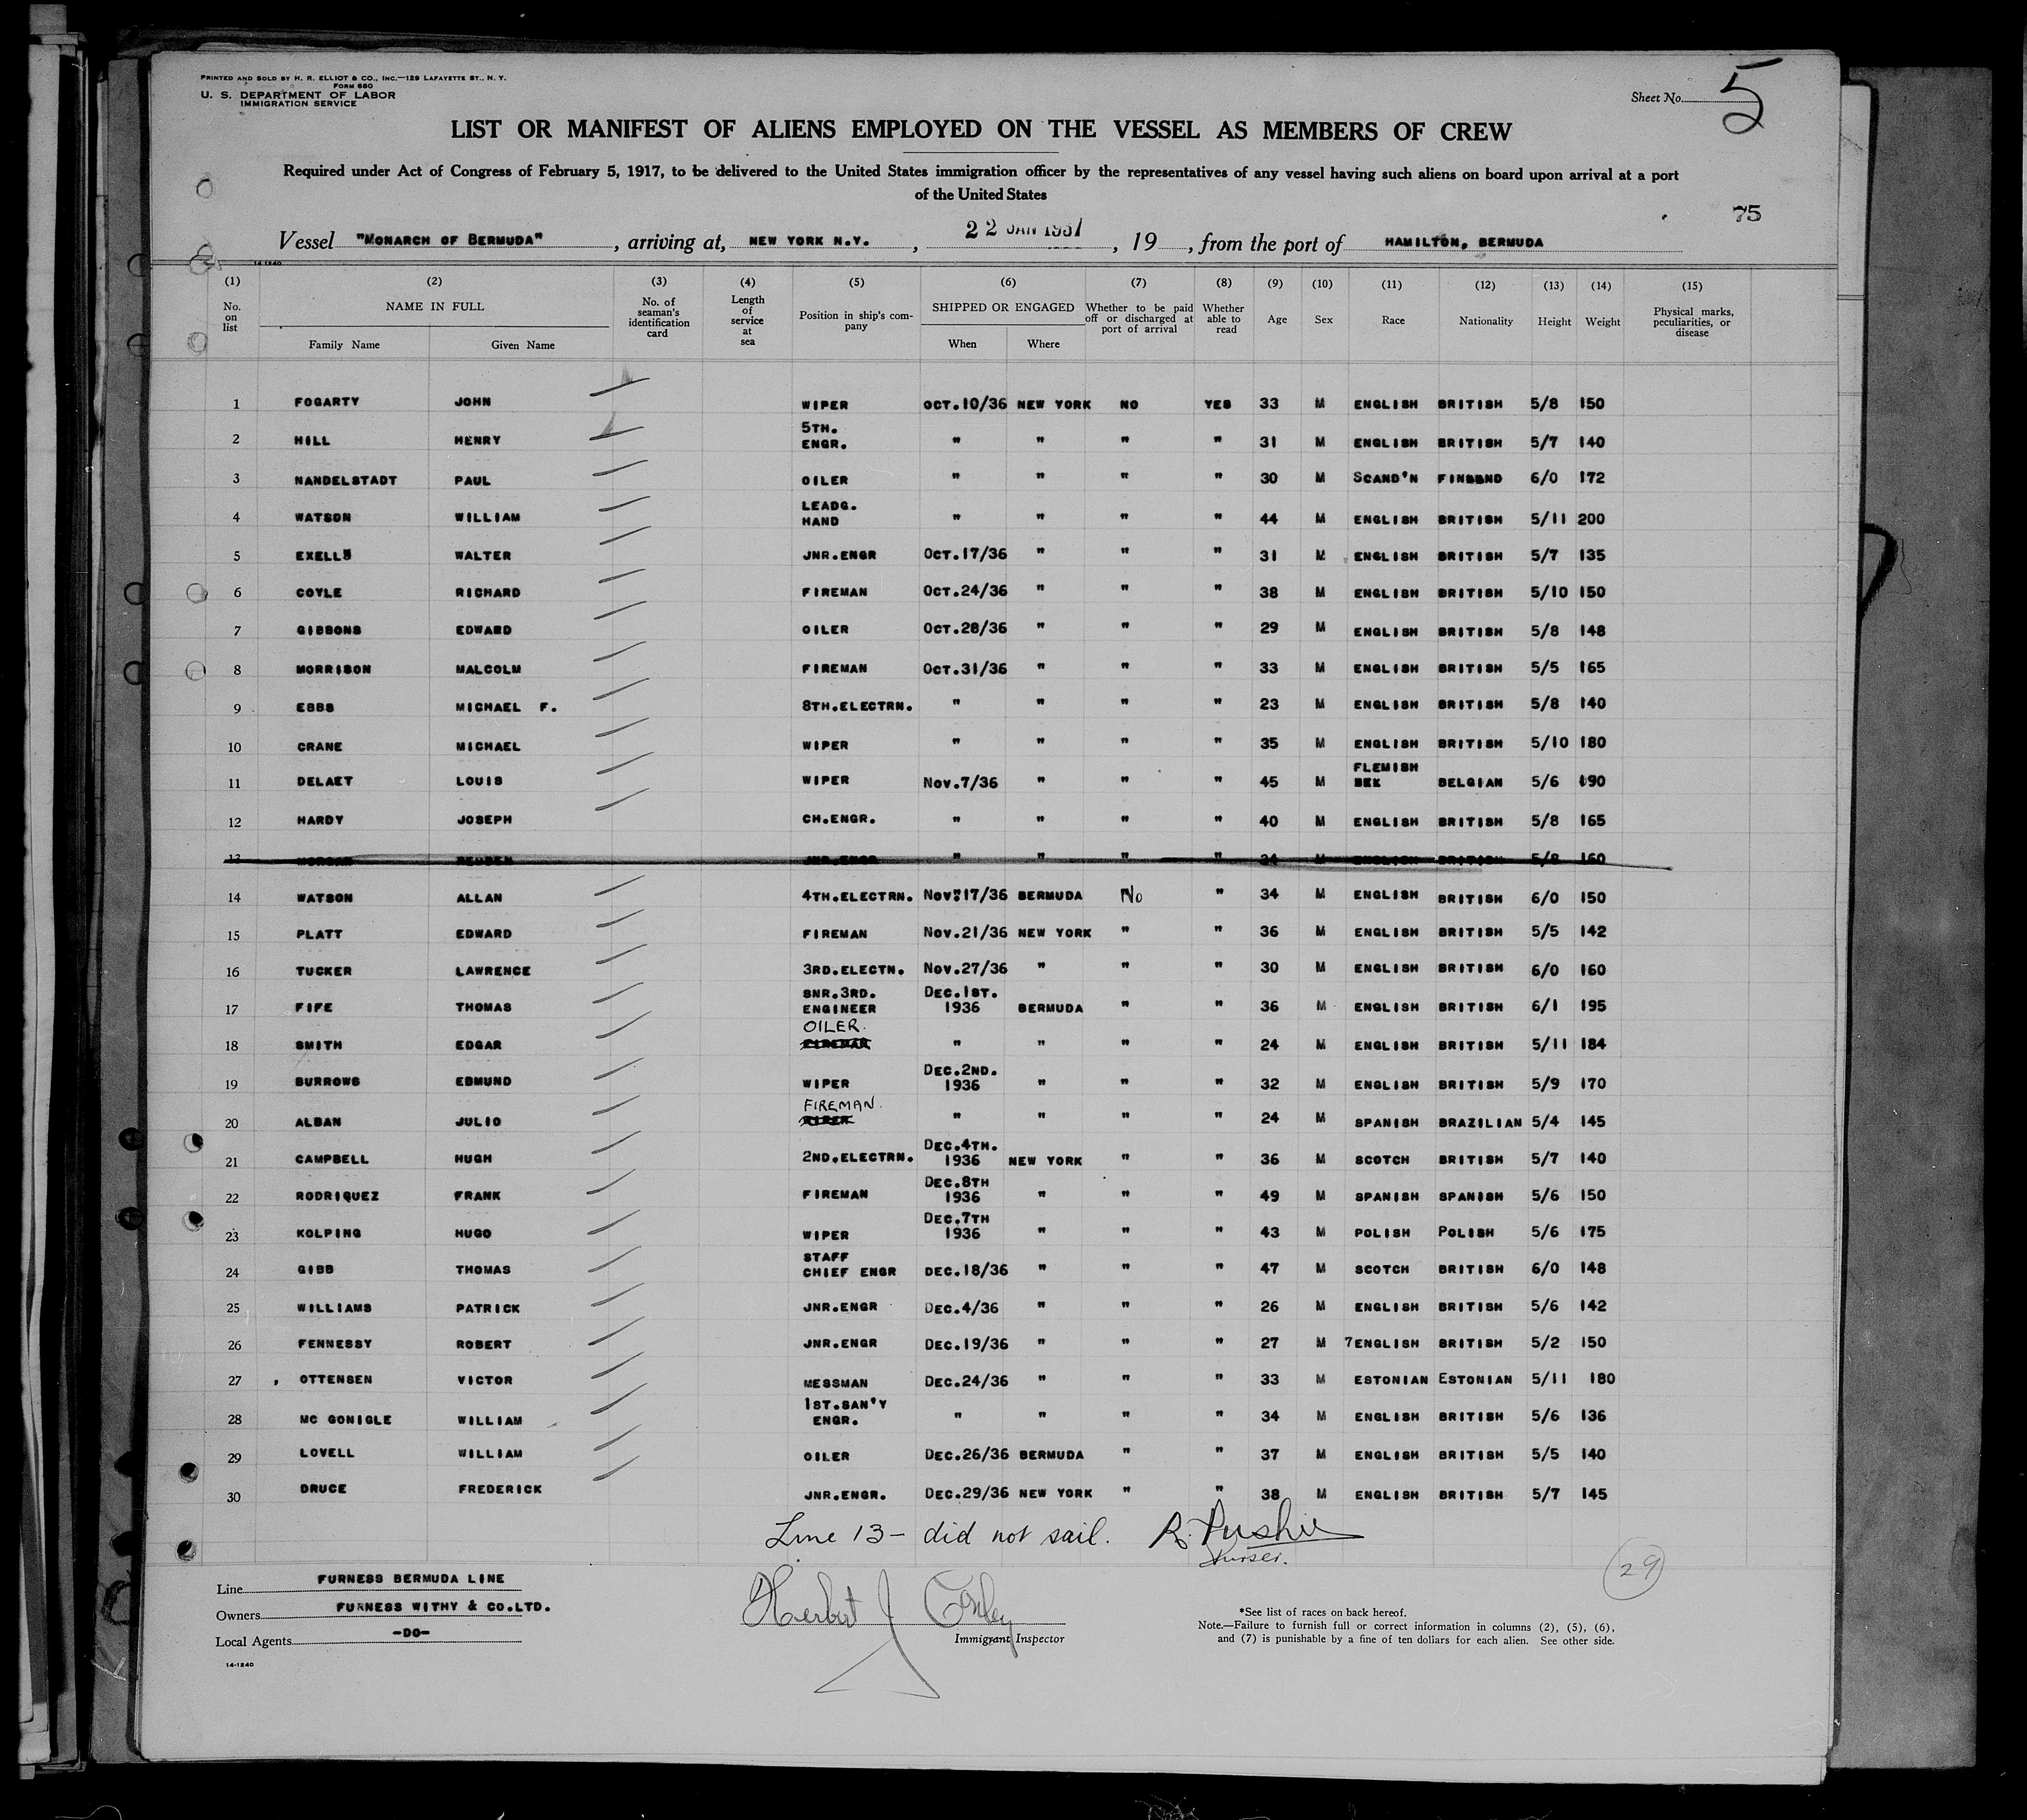 PRINTED AND SOLD BY H. R. ELLIOT & CO., INC.—129 LAFAYETTE ST., N. Y.
FORM 680
U. S. DEPARTMENT OF LABOR
IMMIGRATION SERVICE
Sheet No. 5
LIST OR MANIFEST OF ALIENS EMPLOYED ON THE VESSEL AS MEMBERS OF CREW
Required under Act of Congress of February 5, 1917, to be delivered to the United States immigration officer by the representatives of any vessel having such aliens on board upon arrival at a port
of the United States
75
Vessel "MONARCH OF BERMUDA", arriving at, NEW YORK N.Y., 22 JAN 1937, 19, from the port of HAMILTON, BERMUDA
14-1240
(1) (2) (3) (4) (5) (6) (7) (8) (9) (10) (11) (12) (13) (14) (15)
No. on list NAME IN FULL Family Name Given Name No. of seaman's identification card Length of service at sea Position in ship's company SHIPPED OR ENGAGED When Where Whether to be paid off or discharged at port of arrival Whether able to read Age Sex Race Nationality Height Weight Physical marks, peculiarities, or disease
1 FOGARTY JOHN WIPER OCT.10/36 NEW YORK NO YES 33 M ENGLISH BRITISH 5/8 150
2 HILL HENRY 5TH. ENGR. " " " " 31 M ENGLISH BRITISH 5/7 140
3 NANDELSTADT PAUL OILER " " " " 30 M SCAND'N 6/0 172
4 WATSON WILLIAM LEADG. HAND " " " " 44 M ENGLISH BRITISH 5/11 200
5 EXELL WALTER JNR.ENGR OCT.17/36 " " " 31 M ENGLISH BRITISH 5/7 135
6 COYLE RICHARD FIREMAN OCT.24/36 " " " 38 M ENGLISH BRITISH 5/10 150
7 GIBBONS EDWARD OILER OCT.28/36 " " " 29 M ENGLISH BRITISH 5/8 148
8 MORRISON MALCOLM FIREMAN OCT.31/36 " " " 33 M ENGLISH BRITISH 5/5 165
9 EBBS MICHAEL F. 8TH.ELECTRN. " " " " 23 M ENGLISH BRITISH 5/8 140
10 CRANE MICHAEL WIPER " " " " 35 M ENGLISH BRITISH 5/10 180
11 DELAET LOUIS WIPER NOV.7/36 " " " 45 M FLEMISH BELGIAN 5/6 190
12 HARDY JOSEPH CH.ENGR. " " " " 40 M ENGLISH BRITISH 5/8 165
13 MORGAN REUBEN JNR.ENGR " " " " 34 M ENGLISH BRITISH 5/8 160
14 WATSON ALLAN 4TH.ELECTRN. NOV.17/36 BERMUDA No " 34 M ENGLISH BRITISH 6/0 150
15 PLATT EDWARD FIREMAN NOV.21/36 NEW YORK " " 36 M ENGLISH BRITISH 5/5 142
16 TUCKER LAWRENCE 3RD.ELECTN. NOV.27/36 " " " 30 M ENGLISH BRITISH 6/0 160
17 FIFE THOMAS SNR.3RD. ENGINEER DEC.1ST. 1936 BERMUDA " " 36 M ENGLISH BRITISH 6/1 195
18 SMITH EDGAR OILER. FIREMAN " " " " 24 M ENGLISH BRITISH 5/11 184
19 BURROWS EDMUND WIPER DEC.2ND. 1936 " " " 32 M ENGLISH BRITISH 5/9 170
20 ALBAN JULIO FIREMAN. WIPER " " " " 24 M SPANISH BRAZILIAN 5/4 145
21 CAMPBELL HUGH 2ND.ELECTRN. DEC.4TH. 1936 NEW YORK " " 36 M SCOTCH BRITISH 5/7 140
22 RODRIQUEZ FRANK FIREMAN DEC.8TH 1936 " " " 49 M SPANISH SPANISH 5/6 150
23 KOLPING HUGO WIPER DEC.7TH 1936 " " " 43 M POLISH POLISH 5/6 175
24 GIBB THOMAS STAFF CHIEF ENGR DEC.18/36 " " " 47 M SCOTCH BRITISH 6/0 148
25 WILLIAMS PATRICK JNR.ENGR DEC.4/36 " " " 26 M ENGLISH BRITISH 5/6 142
26 FENNESSY ROBERT JNR.ENGR DEC.19/36 " " " 27 M 7ENGLISH BRITISH 5/2 150
27 , OTTENSEN VICTOR MESSMAN DEC.24/36 " " " 33 M ESTONIAN ESTONIAN 5/11 180
28 MC GONIGLE WILLIAM 1ST.SAN'Y ENGR. " " " " 34 M ENGLISH BRITISH 5/6 136
29 LOVELL WILLIAM OILER DEC.26/36 BERMUDA " " 37 M ENGLISH BRITISH 5/5 140
30 DRUCE FREDERICK JNR.ENGR. DEC.29/36 NEW YORK " " 38 M ENGLISH BRITISH 5/7 145
Line 13 – did not sail. R. Pushie
Purser.
29
Line FURNESS BERMUDA LINE
Owners FURNESS WITHY & CO.LTD.
Local Agents -DO-
14-1240
Herbert J
Immigrant Inspector
*See list of races on back hereof.
Note.—Failure to furnish full or correct information in columns (2), (5), (6),
and (7) is punishable by a fine of ten dollars for each alien. See other side.